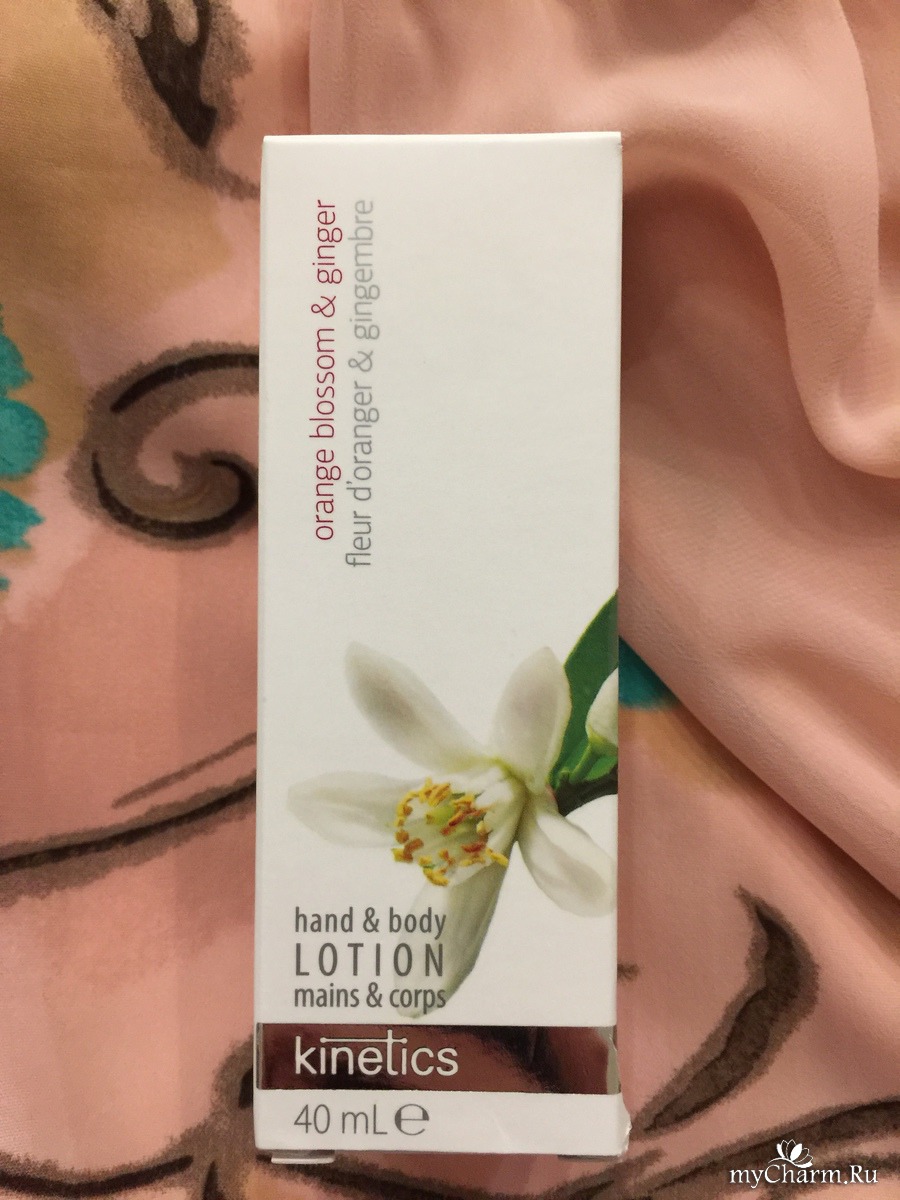 orange blossom & ginger
fleur d'oranger & gingembre
hand & body
LOTION
mains & corps
kinetics
40 mL ℮
myCharm.Ru